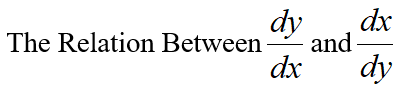 The Relation Between dy/dx and dx/dy